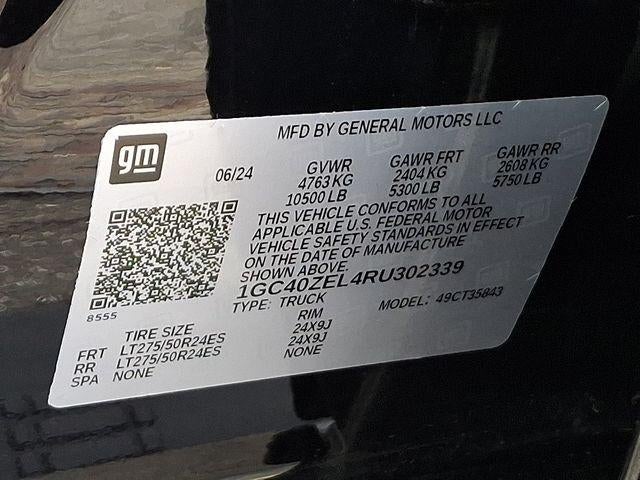 MFD BY GENERAL MOTORS LLC
gm
06/24
GVWR GAWR FRT GAWR RR
4763 KG 2404 KG 2608 KG
10500 LB 5300 LB 5750 LB
THIS VEHICLE CONFORMS TO ALL
APPLICABLE U.S. FEDERAL MOTOR
VEHICLE SAFETY STANDARDS IN EFFECT
ON THE DATE OF MANUFACTURE
SHOWN ABOVE.
1GC40ZEL4RU302339
TYPE: TRUCK MODEL: 49CT35843
8555
TIRE SIZE RIM
FRT LT275/50R24ES 24X9J
RR LT275/50R24ES 24X9J
SPA NONE NONE